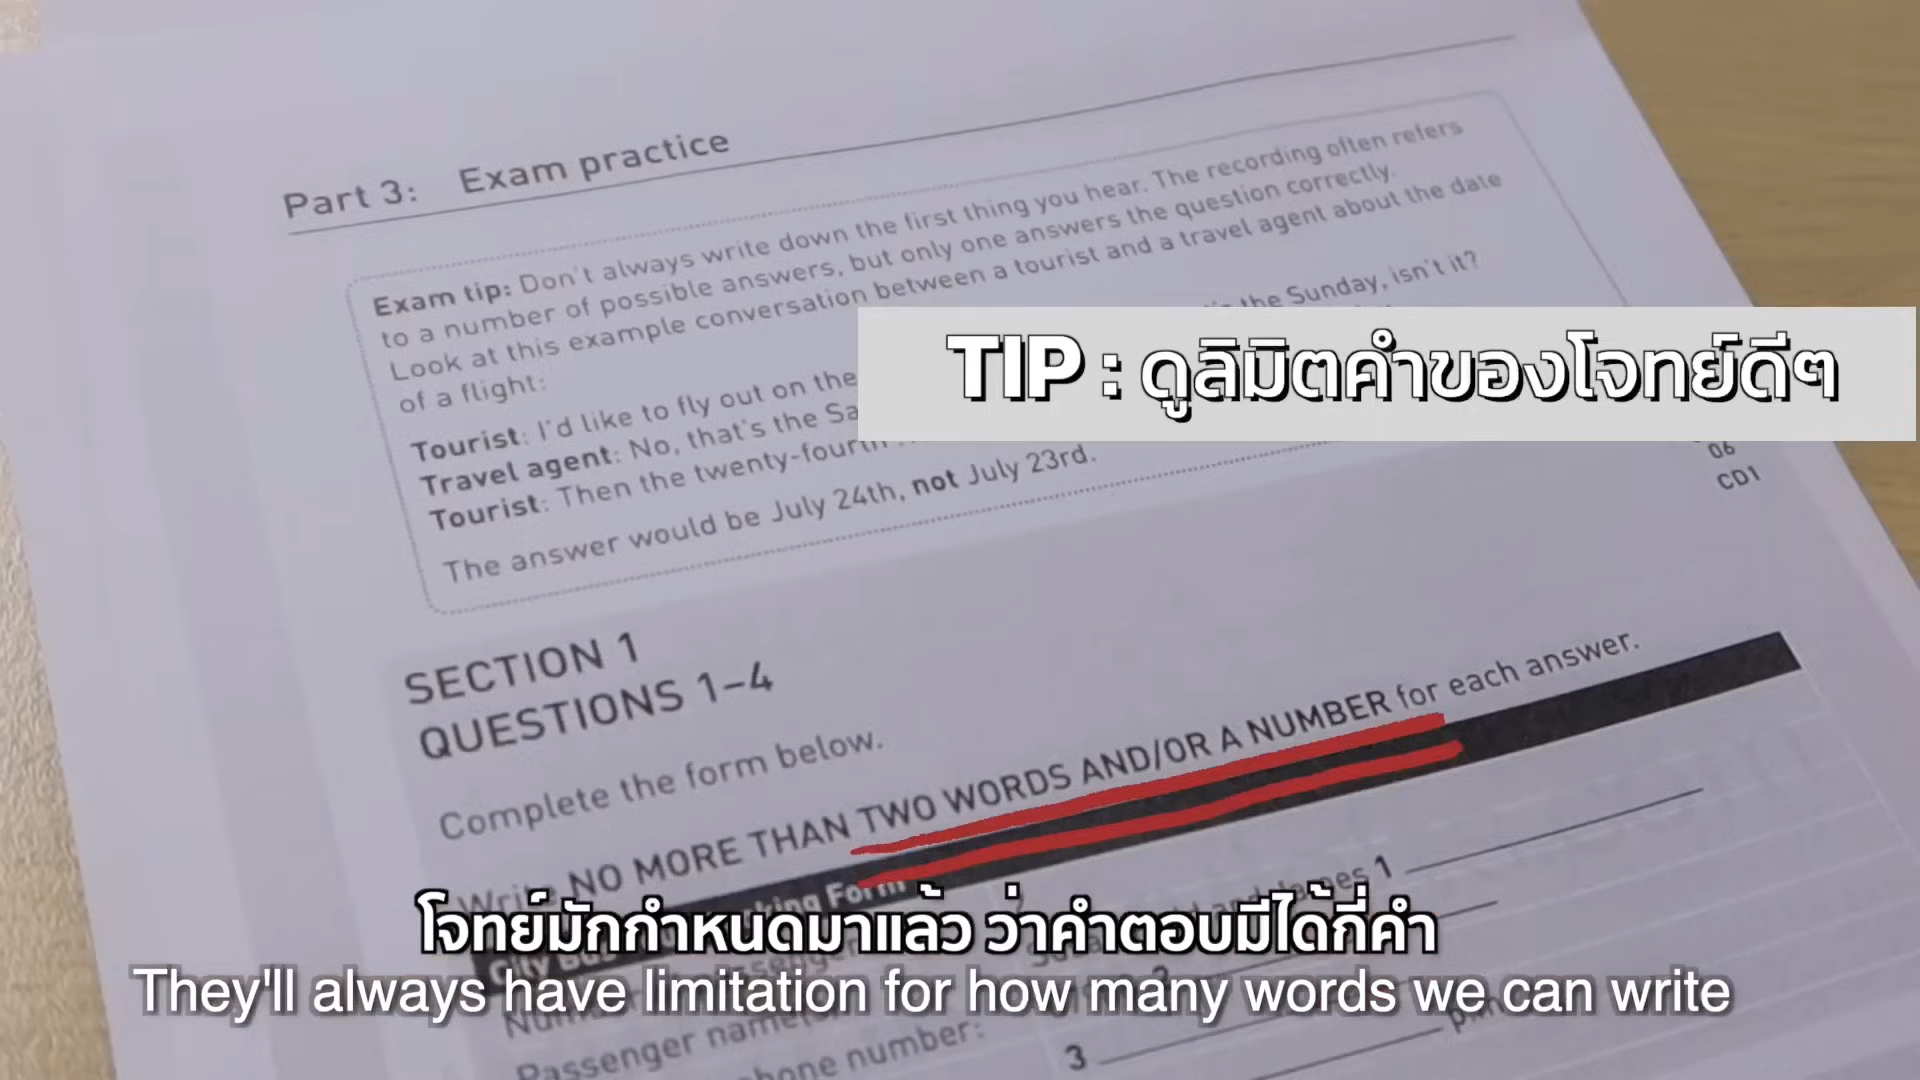 Part 3: Exam practice
Exam tip: Don't always write down the first thing you hear. The recording often refers
to a number of possible answers, but only one answers the question correctly.
Look at this example conversation between a tourist and a travel agent about the date
of a flight:
Tourist: I'd like to fly out on the
the Sunday, isn't it?
Travel agent: No, that's the
Tourist: Then the twenty-fourth
The answer would be July 24th, not July 23rd.
TIP : ดูลิมิตคำของโจทย์ดีๆ
06
CD1
SECTION 1
QUESTIONS 1–4
Complete the form below.
Write NO MORE THAN TWO WORDS AND/OR A NUMBER for each answer.
Form
1
โจทย์มักกำหนดมาแล้ว ว่าคำตอบมีได้กี่คำ
They'll always have limitation for how many words we can write
Passenger
number:
3
p.m.